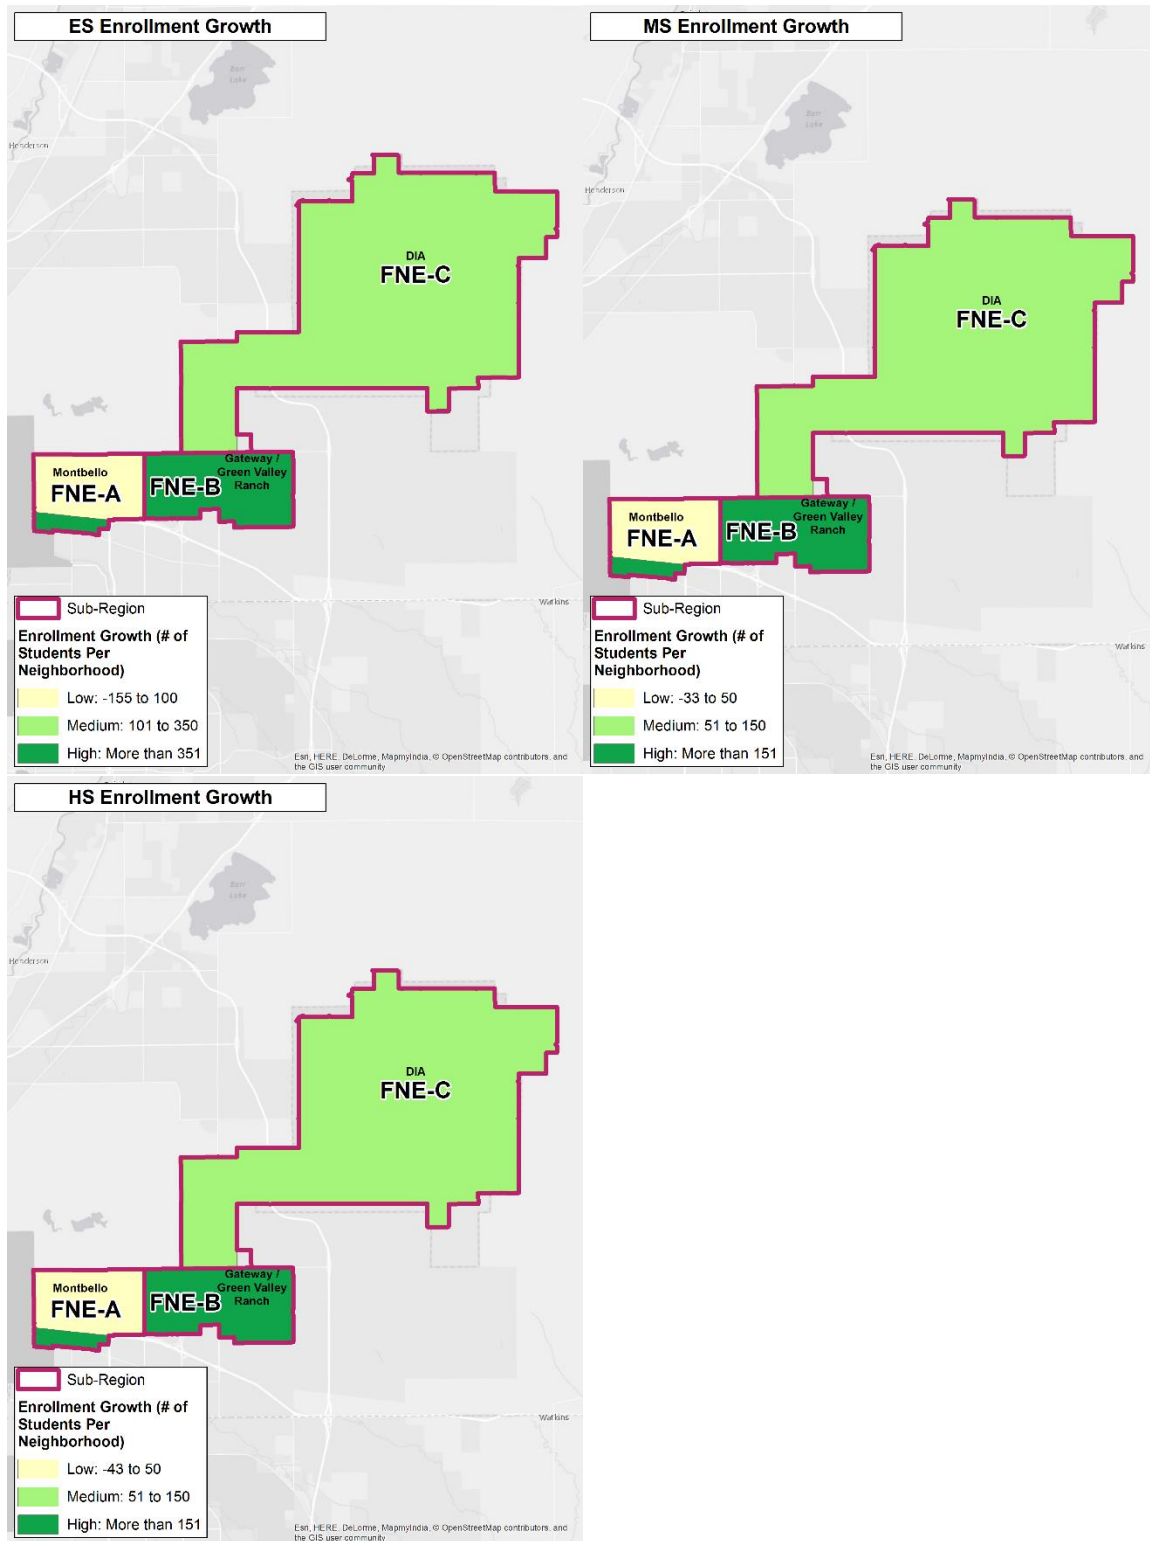 ES Enrollment Growth
Barr
Lake
Henderson
DIA
FNE-C
Montbello
FNE-A
FNE-B
Gateway /
Green Valley
Ranch
Watkins
Sub-Region
Enrollment Growth (# of
Students Per
Neighborhood)
Low: -155 to 100
Medium: 101 to 350
High: More than 351
Esri, HERE, DeLorme, MapmyIndia, © OpenStreetMap contributors, and
the GIS user community
MS Enrollment Growth
Barr
Lake
Henderson
DIA
FNE-C
Montbello
FNE-A
FNE-B
Gateway /
Green Valley
Ranch
Watkins
Sub-Region
Enrollment Growth (# of
Students Per
Neighborhood)
Low: -33 to 50
Medium: 51 to 150
High: More than 151
Esri, HERE, DeLorme, MapmyIndia, © OpenStreetMap contributors, and
the GIS user community
HS Enrollment Growth
Barr
Lake
Henderson
DIA
FNE-C
Montbello
FNE-A
FNE-B
Gateway /
Green Valley
Ranch
Watkins
Sub-Region
Enrollment Growth (# of
Students Per
Neighborhood)
Low: -43 to 50
Medium: 51 to 150
High: More than 151
Esri, HERE, DeLorme, MapmyIndia, © OpenStreetMap contributors, and
the GIS user community